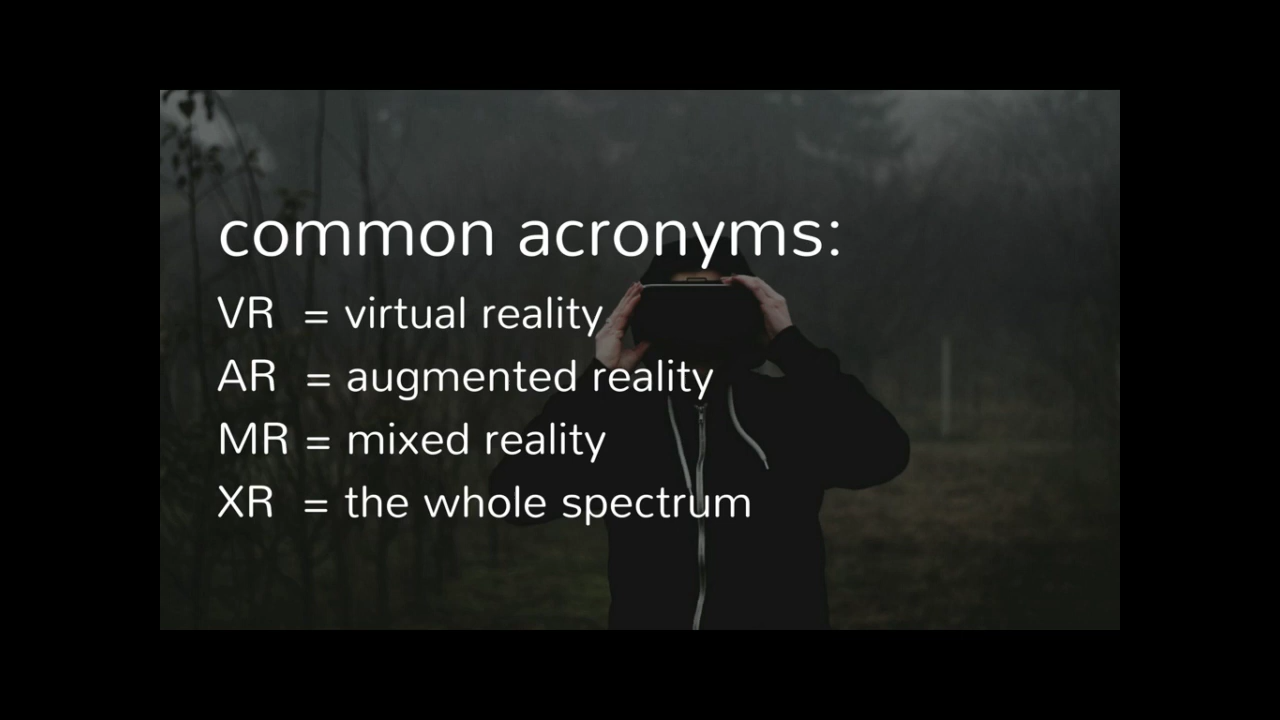 common acronyms:
VR = virtual reality
AR = augmented reality
MR = mixed reality
XR = the whole spectrum